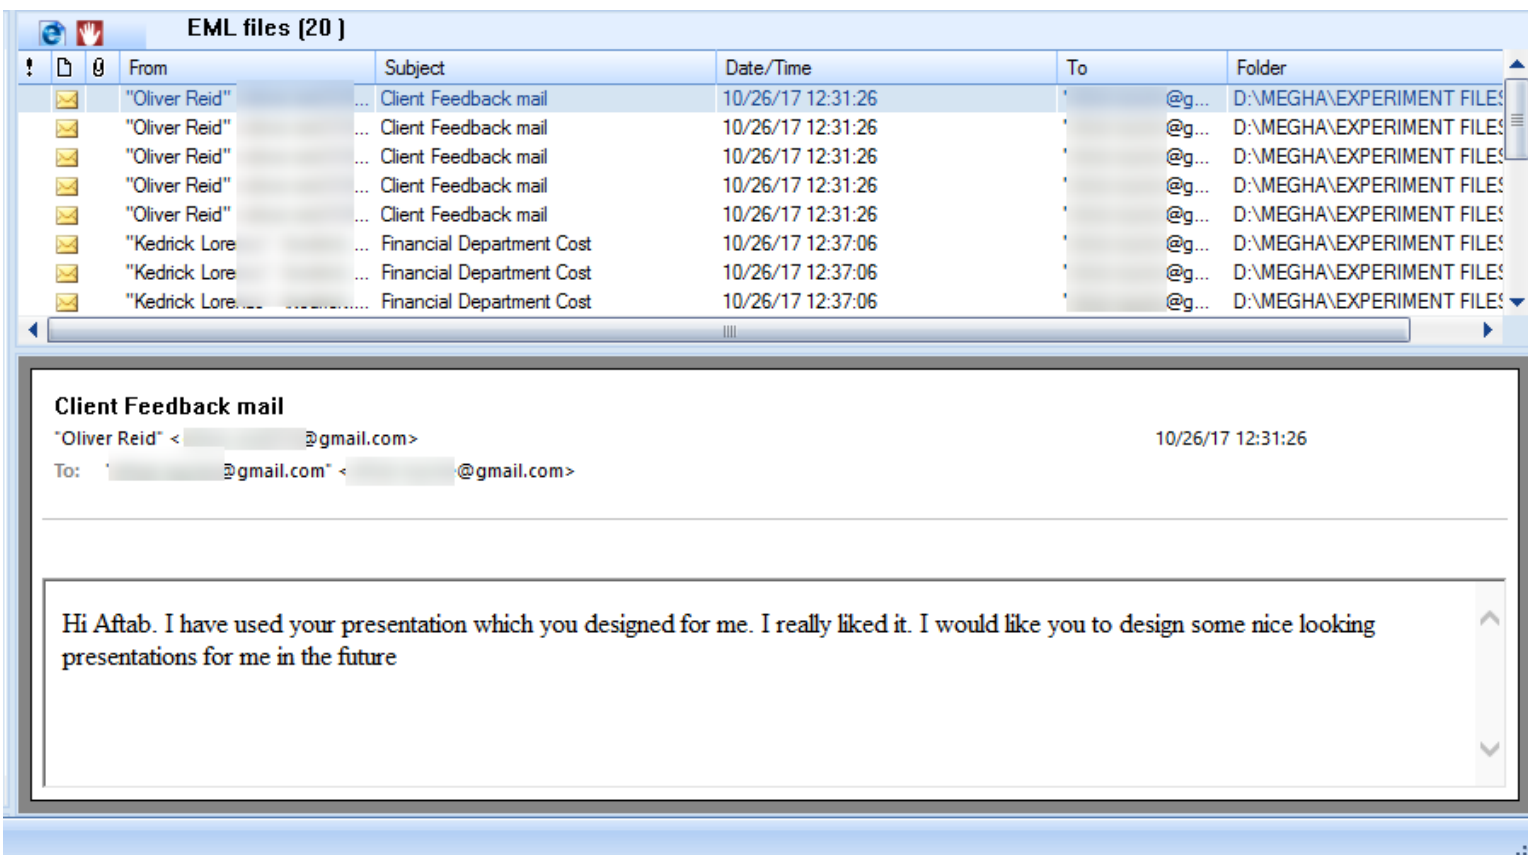 EML files (20 )
! From Subject Date/Time To Folder
"Oliver Reid" ... Client Feedback mail 10/26/17 12:31:26 ' @g... D:\MEGHA\EXPERIMENT FILES
"Oliver Reid" ... Client Feedback mail 10/26/17 12:31:26 @g... D:\MEGHA\EXPERIMENT FILES
"Oliver Reid" ... Client Feedback mail 10/26/17 12:31:26 ' @g... D:\MEGHA\EXPERIMENT FILES
"Oliver Reid" ... Client Feedback mail 10/26/17 12:31:26 ' @g... D:\MEGHA\EXPERIMENT FILES
"Oliver Reid" ... Client Feedback mail 10/26/17 12:31:26 ' @g... D:\MEGHA\EXPERIMENT FILES
"Kedrick ... Financial Department Cost 10/26/17 12:37:06 ' @g... D:\MEGHA\EXPERIMENT FILES
"Kedrick ... Financial Department Cost 10/26/17 12:37:06 ' @g... D:\MEGHA\EXPERIMENT FILES
"Kedrick ... Financial Department Cost 10/26/17 12:37:06 ' @g... D:\MEGHA\EXPERIMENT FILES
Client Feedback mail
"Oliver Reid" < @gmail.com> 10/26/17 12:31:26
To: ' @gmail.com" < @gmail.com>
Hi Aftab. I have used your presentation which you designed for me. I really liked it. I would like you to design some nice looking
presentations for me in the future